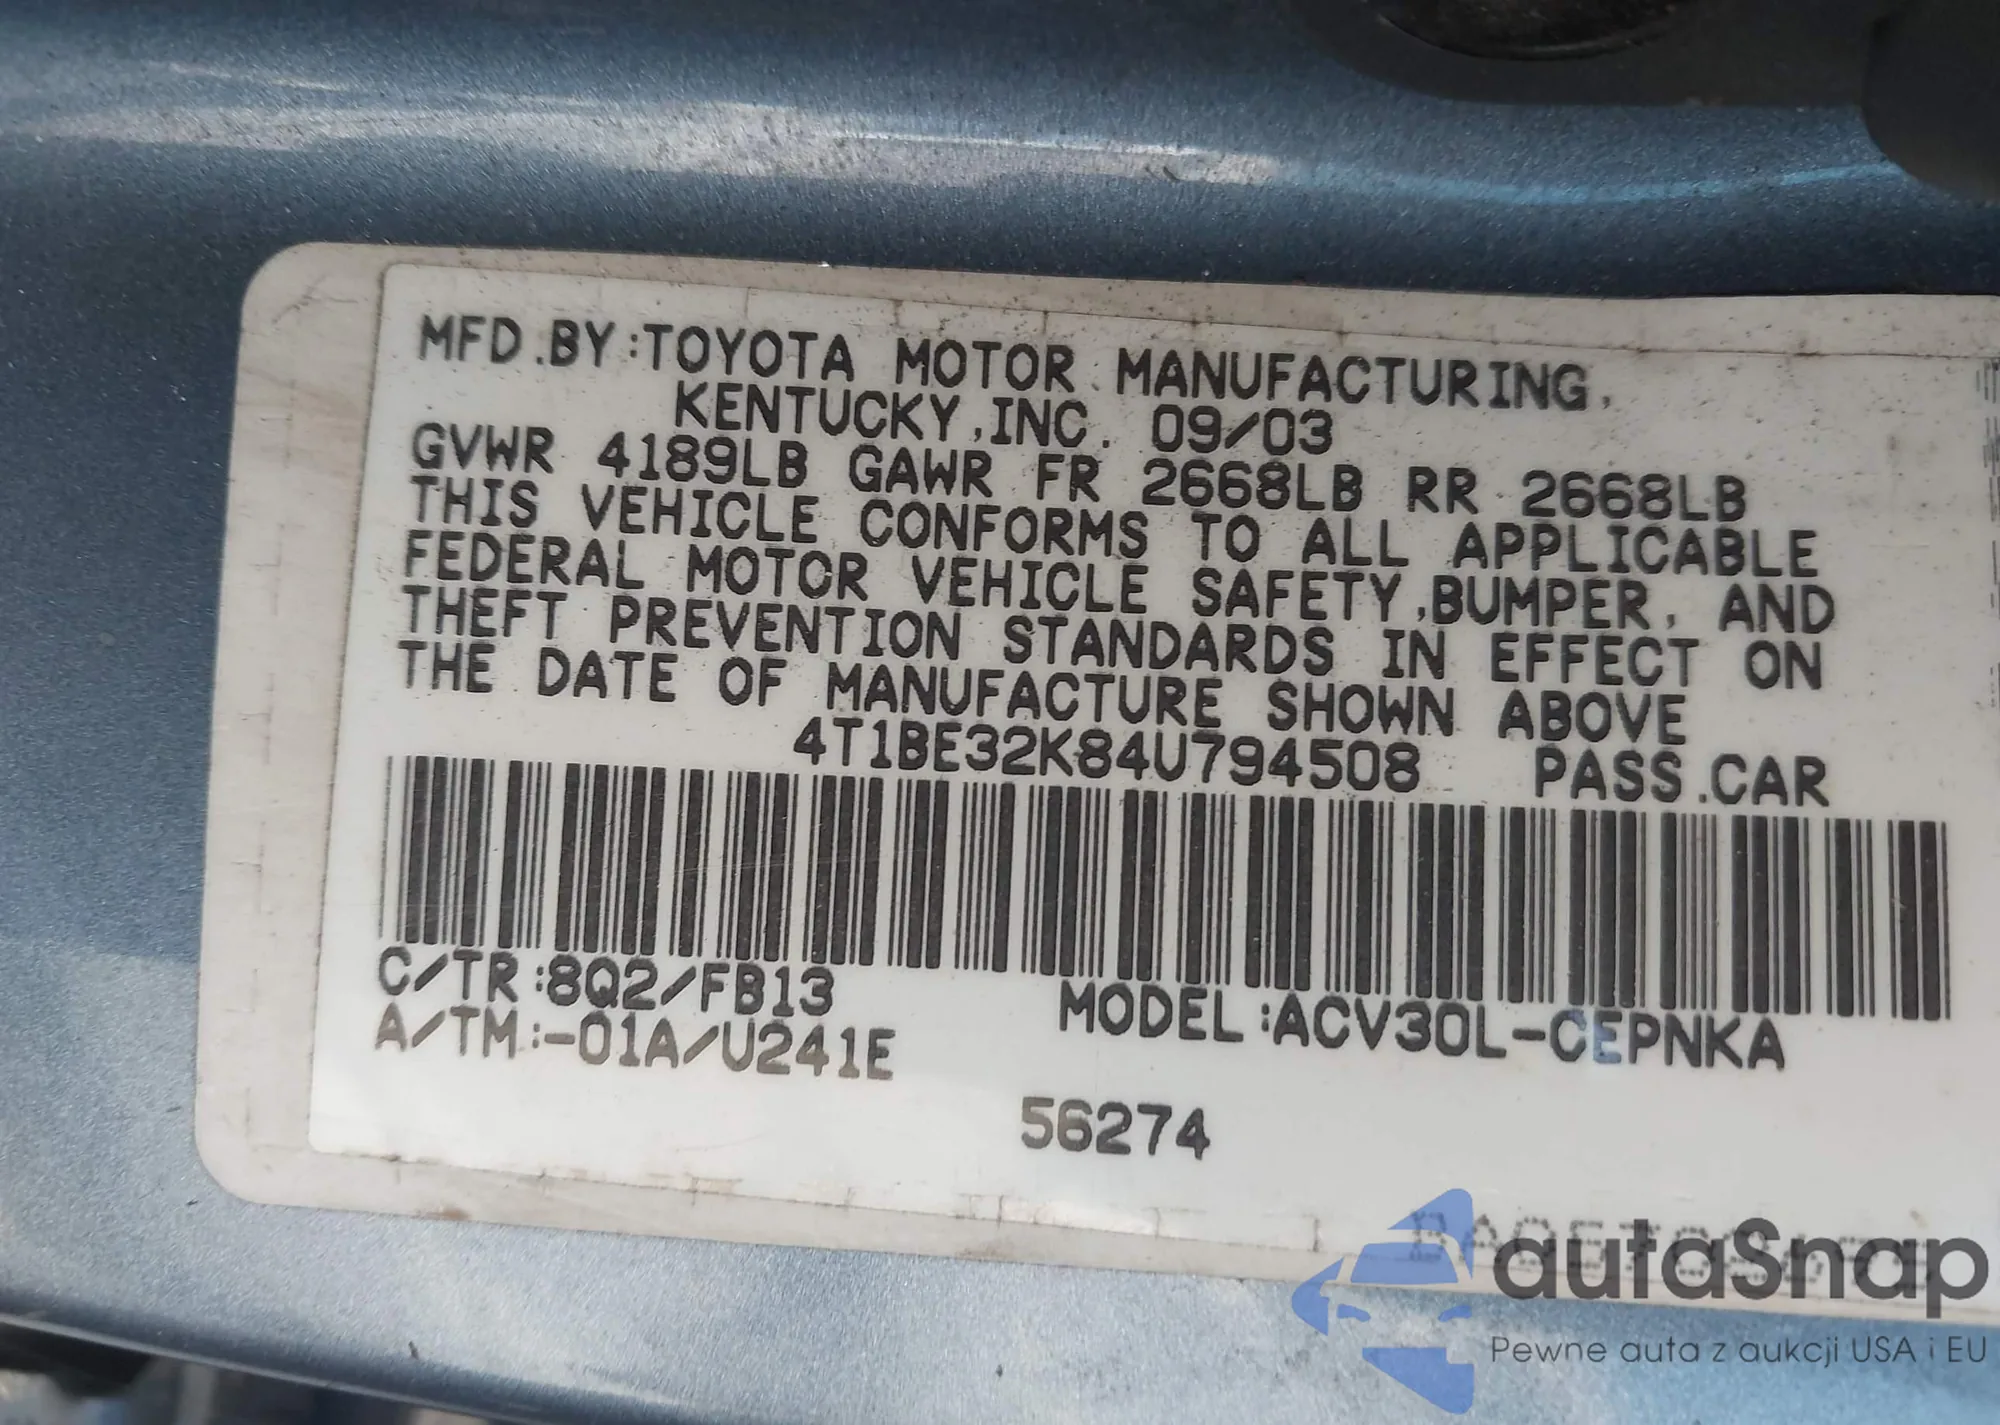 MFD.BY:TOYOTA MOTOR MANUFACTURING,
KENTUCKY,INC. 09/03
GVWR 4189LB GAWR FR 2668LB RR 2668LB
THIS VEHICLE CONFORMS TO ALL APPLICABLE
FEDERAL MOTOR VEHICLE SAFETY,BUMPER, AND
THEFT PREVENTION STANDARDS IN EFFECT ON
THE DATE OF MANUFACTURE SHOWN ABOVE
4T1BE32K84U794508 PASS.CAR
C/TR:8Q2/FB13
MODEL:ACV30L-CEPNKA
A/TM:-01A/U241E
56274
autaSnap
Pewne auta z aukcji USA i EU